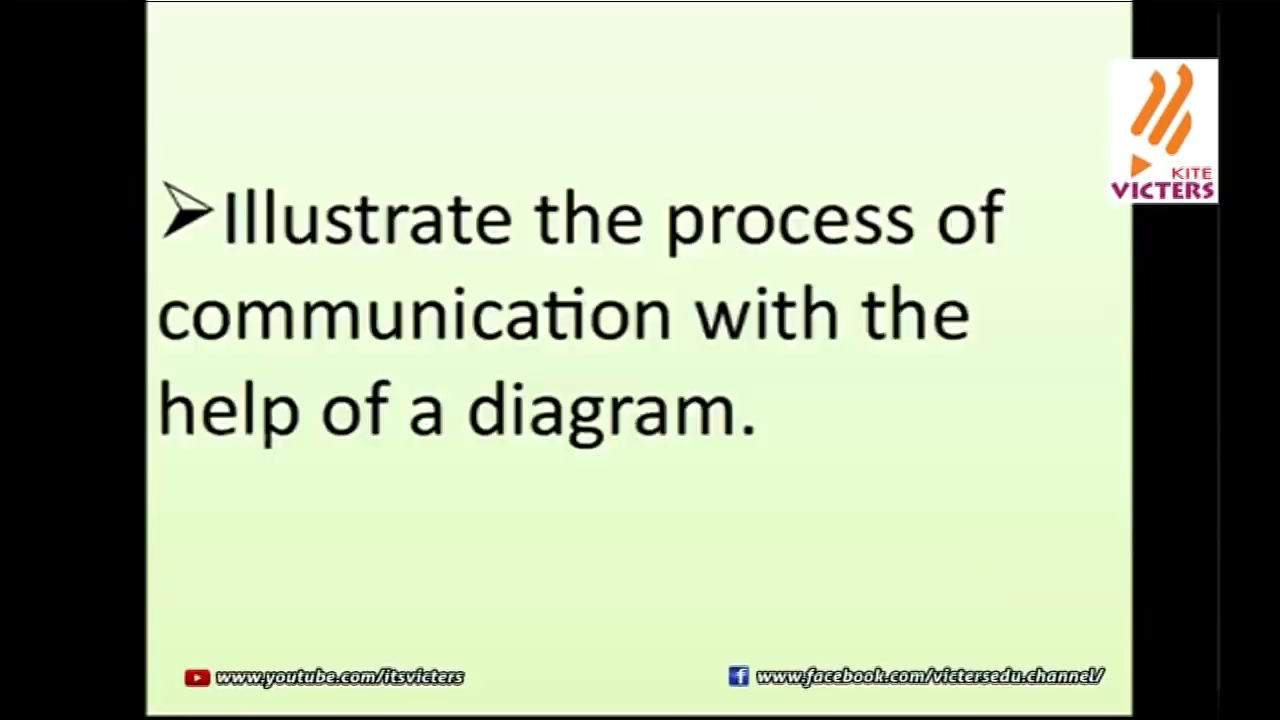 ➢Illustrate the process of
communication with the
help of a diagram.
KITE
VICTERS
www.youtube.com/itsvicters
www.facebook.com/victersedu.channel/